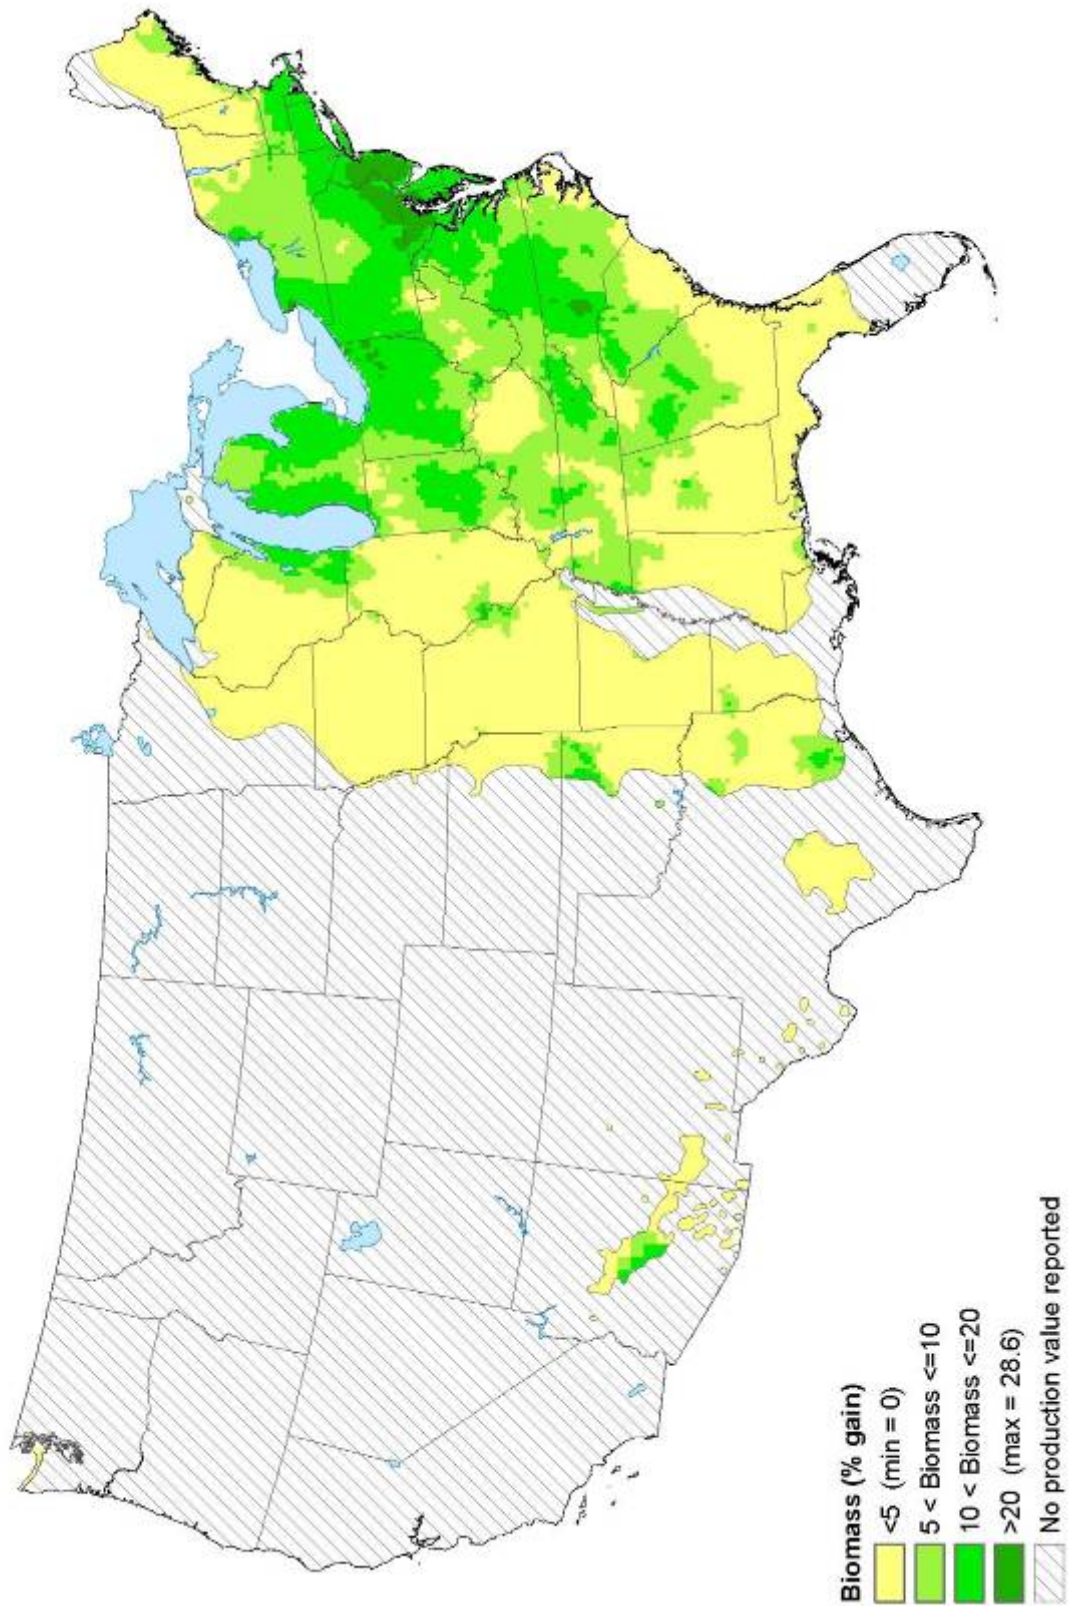 Biomass (% gain)
<5 (min = 0)
5 < Biomass <=10
10 < Biomass <=20
>20 (max = 28.6)
No production value reported